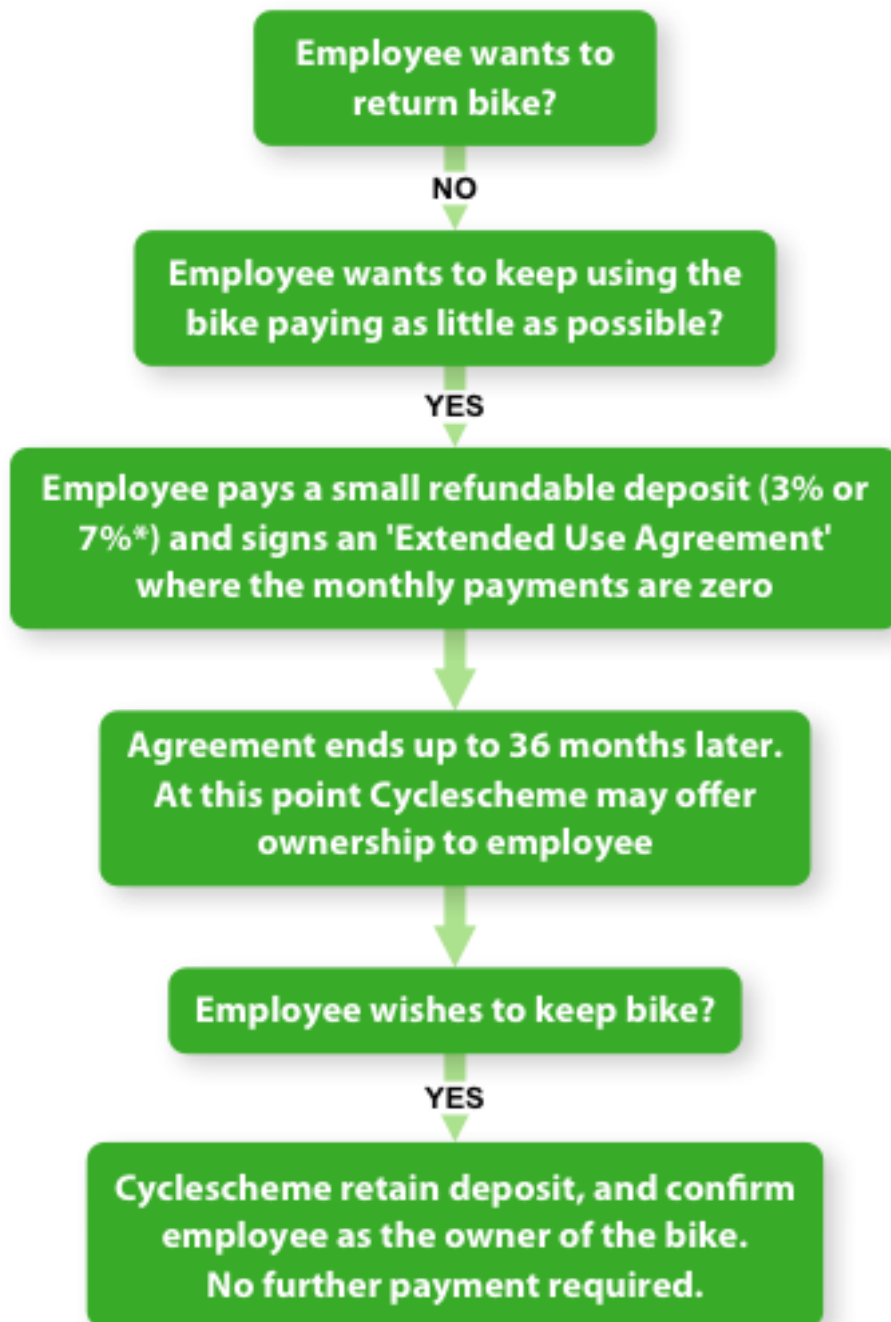 Employee wants to
return bike?
NO
Employee wants to keep using the
bike paying as little as possible?
YES
Employee pays a small refundable deposit (3% or
7%*) and signs an 'Extended Use Agreement'
where the monthly payments are zero
Agreement ends up to 36 months later.
At this point Cyclescheme may offer
ownership to employee
Employee wishes to keep bike?
YES
Cyclescheme retain deposit, and confirm
employee as the owner of the bike.
No further payment required.